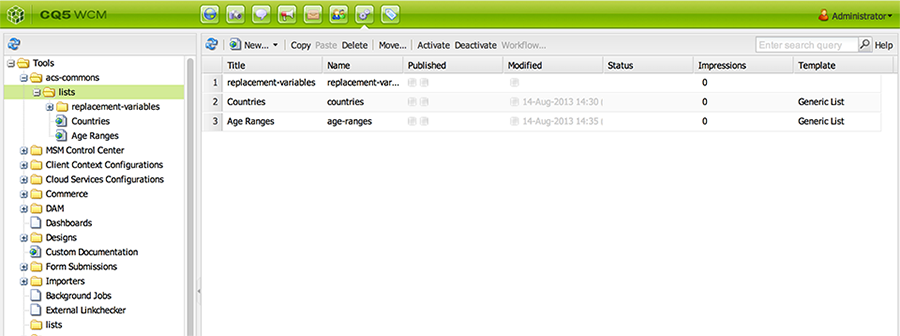 CQ5 WCM
Administrator
New... Copy Paste Delete Move... Activate Deactivate Workflow... Enter search query Help
Title Name Published Modified Status Impressions Template
1 replacement-variables replacement-var... 0
2 Countries countries 14-Aug-2013 14:30 0 Generic List
3 Age Ranges age-ranges 14-Aug-2013 14:35 0 Generic List
Tools
acs-commons
lists
replacement-variables
Countries
Age Ranges
MSM Control Center
Client Context Configurations
Cloud Services Configurations
Commerce
DAM
Dashboards
Designs
Custom Documentation
Form Submissions
Importers
Background Jobs
External Linkchecker
lists